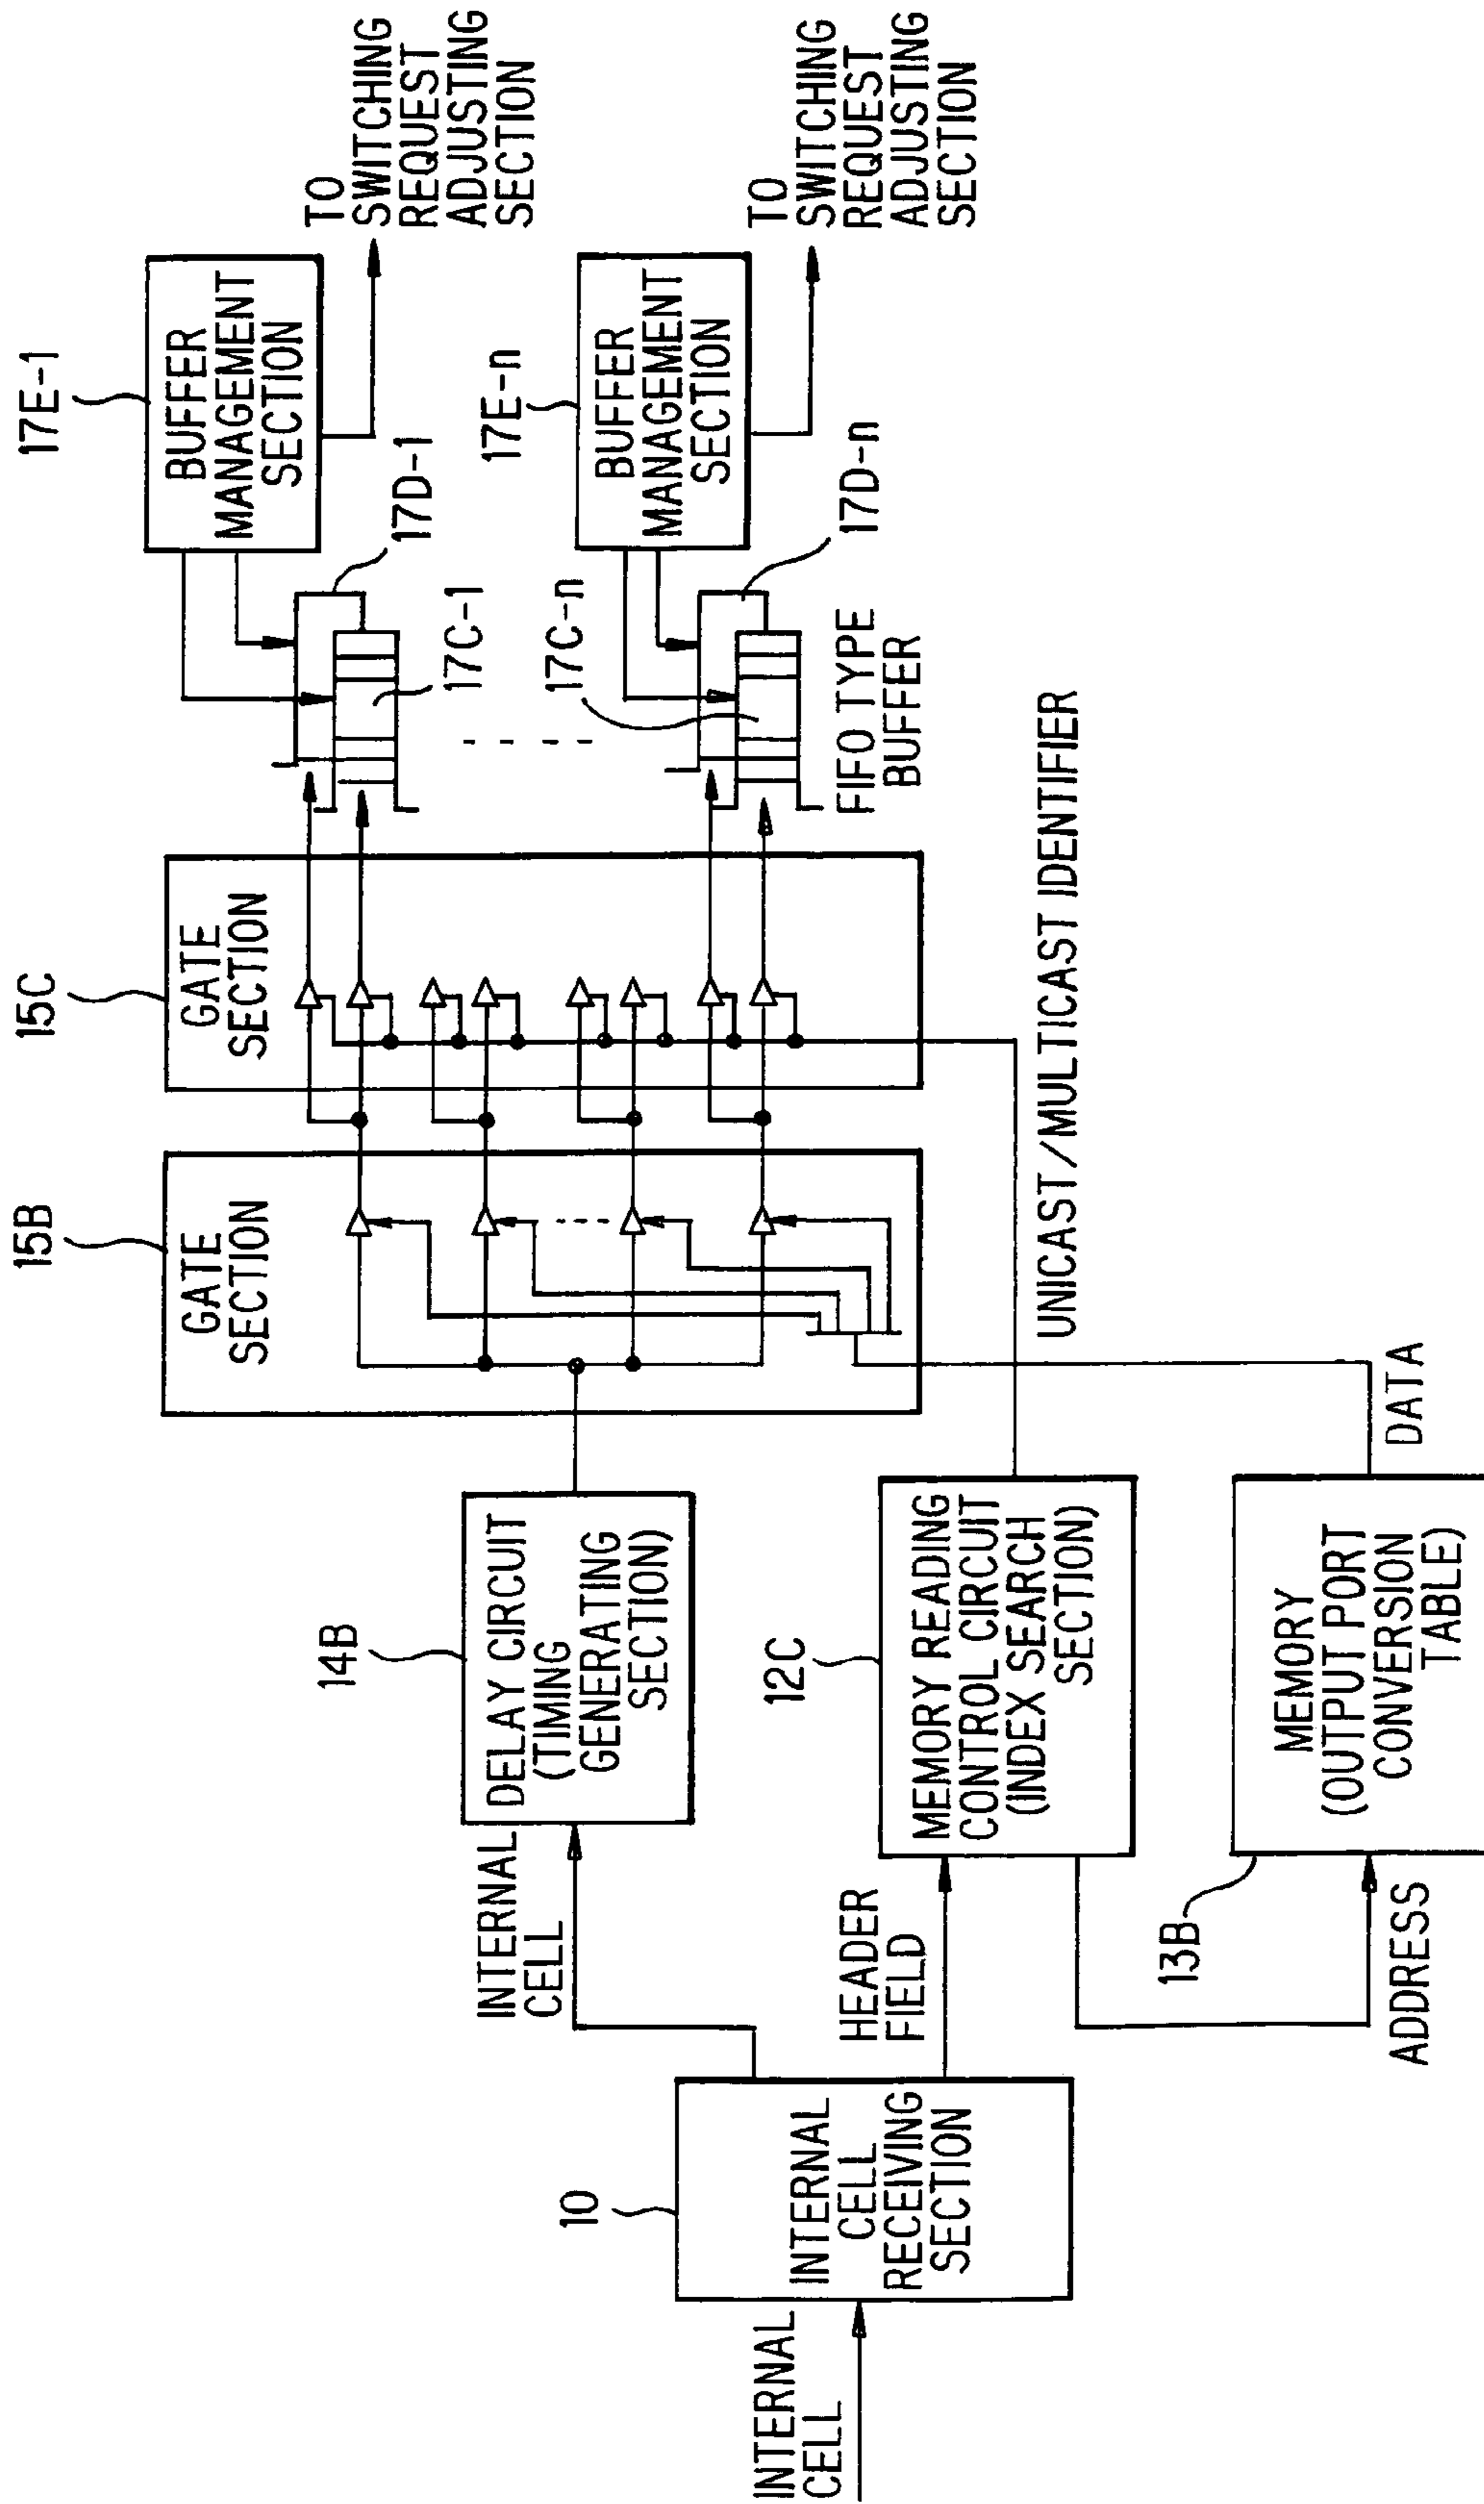 INTERNAL
CELL
10
INTERNAL
CELL
RECEIVING
SECTION
INTERNAL
CELL
HEADER
FIELD
ADDRESS
14B
DELAY CIRCUIT
(TIMING
GENERATING
SECTION)
12C
MEMORY READING
CONTROL CIRCUIT
(INDEX SEARCH
SECTION)
13B
MEMORY
(OUTPUT PORT
CONVERSION
TABLE)
DATA
UNICAST/MULTICAST IDENTIFIER
15B
GATE
SECTION
15C
GATE
SECTION
17C-1
17C-n
FIFO TYPE
BUFFER
17D-1
17D-n
17E-1
BUFFER
MANAGEMENT
SECTION
17E-n
BUFFER
MANAGEMENT
SECTION
TO
SWITCHING
REQUEST
ADJUSTING
SECTION
TO
SWITCHING
REQUEST
ADJUSTING
SECTION